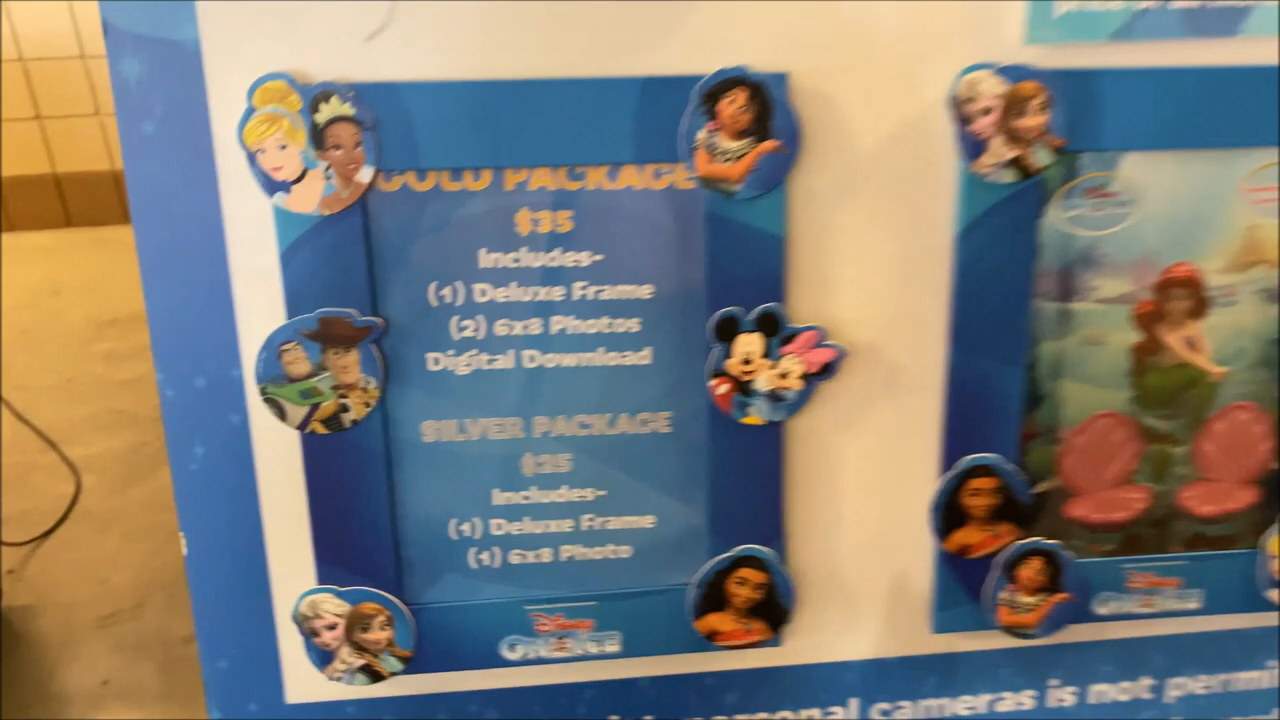 GOLD PACKAGE
$35
Includes-
(1) Deluxe Frame
(2) 6x8 Photos
Digital Download
SILVER PACKAGE
$25
Includes-
(1) Deluxe Frame
(1) 6x8 Photo
Disney
ON ICE
Disney
ON ICE
personal cameras is not